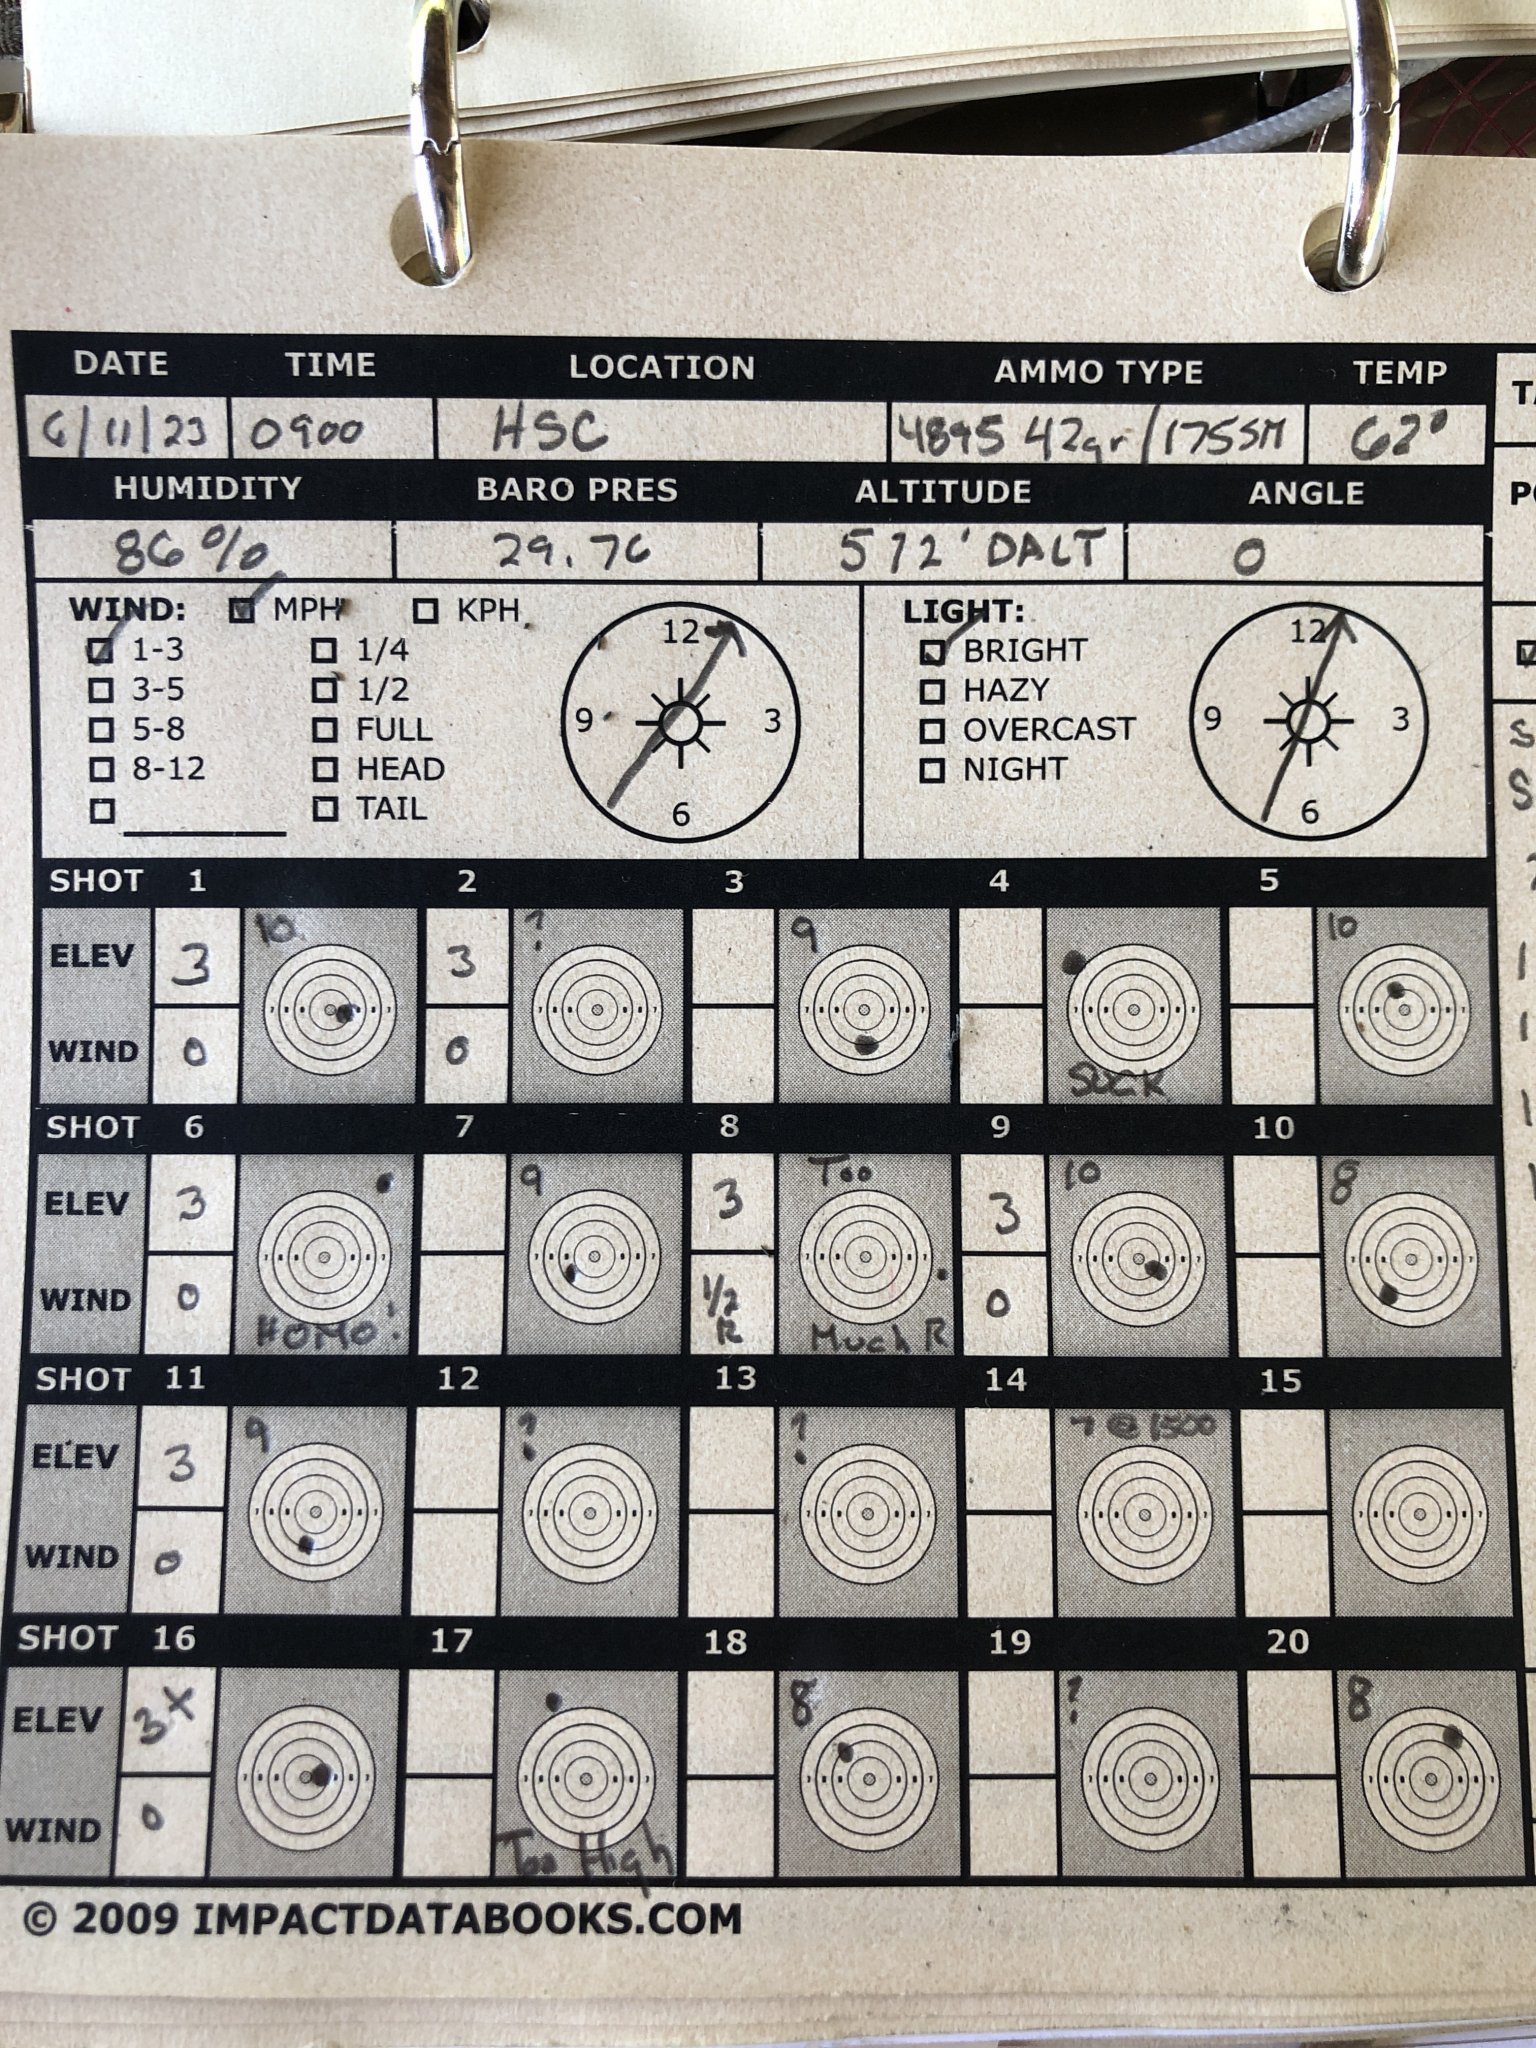 DATE TIME LOCATION AMMO TYPE TEMP
6/11/23 0900 HSC 4895 42gr/175SM 62°
HUMIDITY BARO PRES ALTITUDE ANGLE
86% 29.76 572' DALT 0
WIND: MPH KPH
1-3 1/4
3-5 1/2
5-8 FULL
8-12 HEAD
TAIL
12
9 3
6
LIGHT:
BRIGHT
HAZY
OVERCAST
NIGHT
12
9 3
6
SHOT 1 2 3 4 5
ELEV 3 10 3 ? 9 10
WIND 0 0 SUCK
SHOT 6 7 8 9 10
ELEV 3 9 3 Too 3 10 8
WIND 0 HOMO! 1/2 R Much R 0
SHOT 11 12 13 14 15
ELEV 3 9 ? ? 7 @ 1500
WIND 0
SHOT 16 17 18 19 20
ELEV 3 X 8 ? 8
WIND 0 Too High
© 2009 IMPACTDATABOOKS.COM